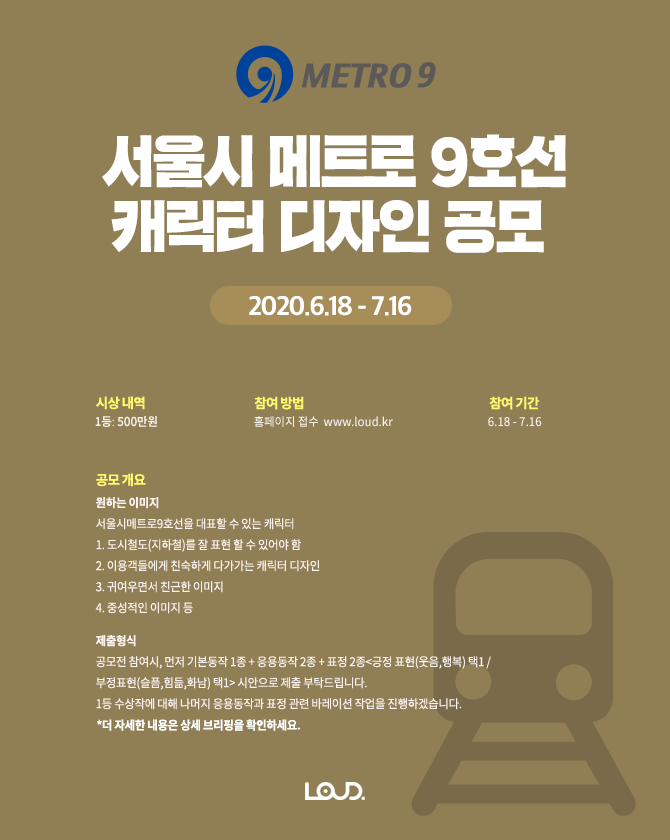 METRO 9
서울시 메트로 9호선
캐릭터 디자인 공모
2020.6.18 - 7.16
시상 내역
1등: 500만원
참여 방법
홈페이지 접수 www.loud.kr
참여 기간
6.18 - 7.16
공모 개요
원하는 이미지
서울시메트로9호선을 대표할 수 있는 캐릭터
1. 도시철도(지하철)를 잘 표현 할 수 있어야 함
2. 이용객들에게 친숙하게 다가가는 캐릭터 디자인
3. 귀여우면서 친근한 이미지
4. 중성적인 이미지 등
제출형식
공모전 참여시, 먼저 기본동작 1종 + 응용동작 2종 + 표정 2종<긍정 표현(웃음,행복) 택1 /
부정표현(슬픔,힘듦,화남) 택1> 시안으로 제출 부탁드립니다.
1등 수상작에 대해 나머지 응용동작과 표정 관련 바레이션 작업을 진행하겠습니다.
*더 자세한 내용은 상세 브리핑을 확인하세요.
LOUD.